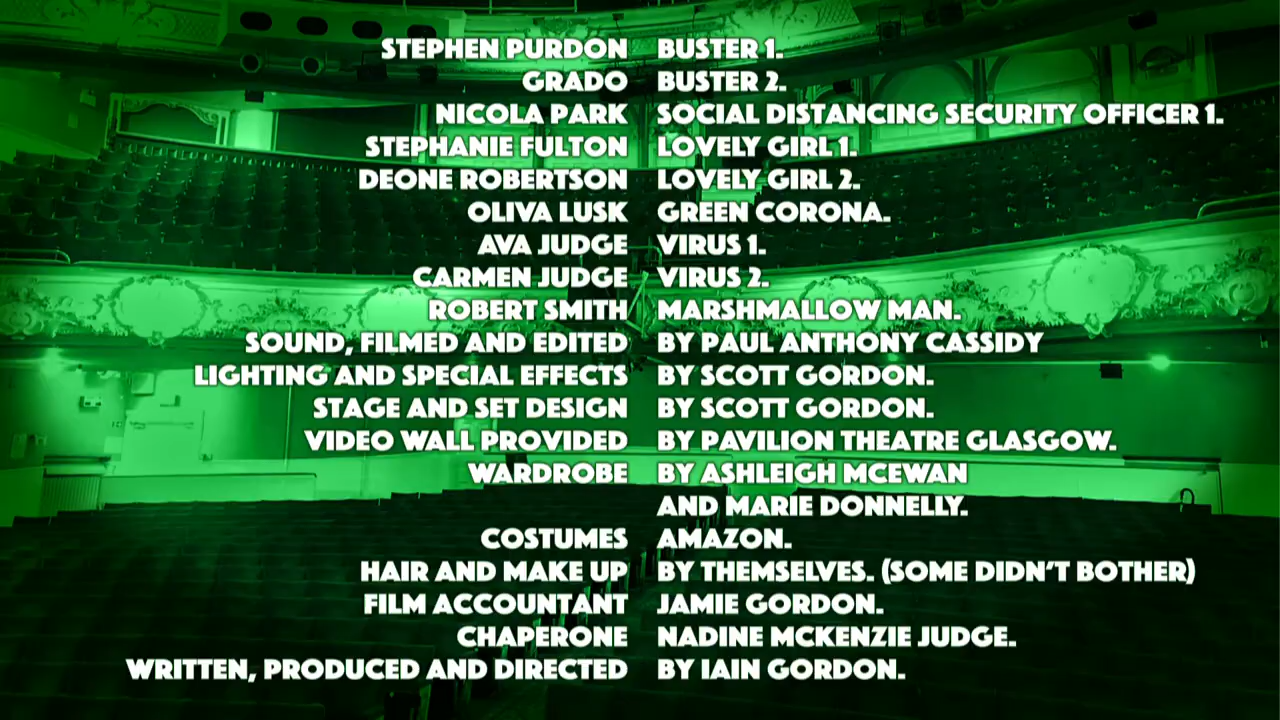 STEPHEN PURDON BUSTER 1.
GRADO BUSTER 2.
NICOLA PARK SOCIAL DISTANCING SECURITY OFFICER 1.
STEPHANIE FULTON LOVELY GIRL 1.
DEONE ROBERTSON LOVELY GIRL 2.
OLIVA LUSK GREEN CORONA.
AVA JUDGE VIRUS 1.
CARMEN JUDGE VIRUS 2.
ROBERT SMITH MARSHMALLOW MAN.
SOUND, FILMED AND EDITED BY PAUL ANTHONY CASSIDY
LIGHTING AND SPECIAL EFFECTS BY SCOTT GORDON.
STAGE AND SET DESIGN BY SCOTT GORDON.
VIDEO WALL PROVIDED BY PAVILION THEATRE GLASGOW.
WARDROBE BY ASHLEIGH MCEWAN
AND MARIE DONNELLY.
COSTUMES AMAZON.
HAIR AND MAKE UP BY THEMSELVES. (SOME DIDN'T BOTHER)
FILM ACCOUNTANT JAMIE GORDON.
CHAPERONE NADINE MCKENZIE JUDGE.
WRITTEN, PRODUCED AND DIRECTED BY IAIN GORDON.